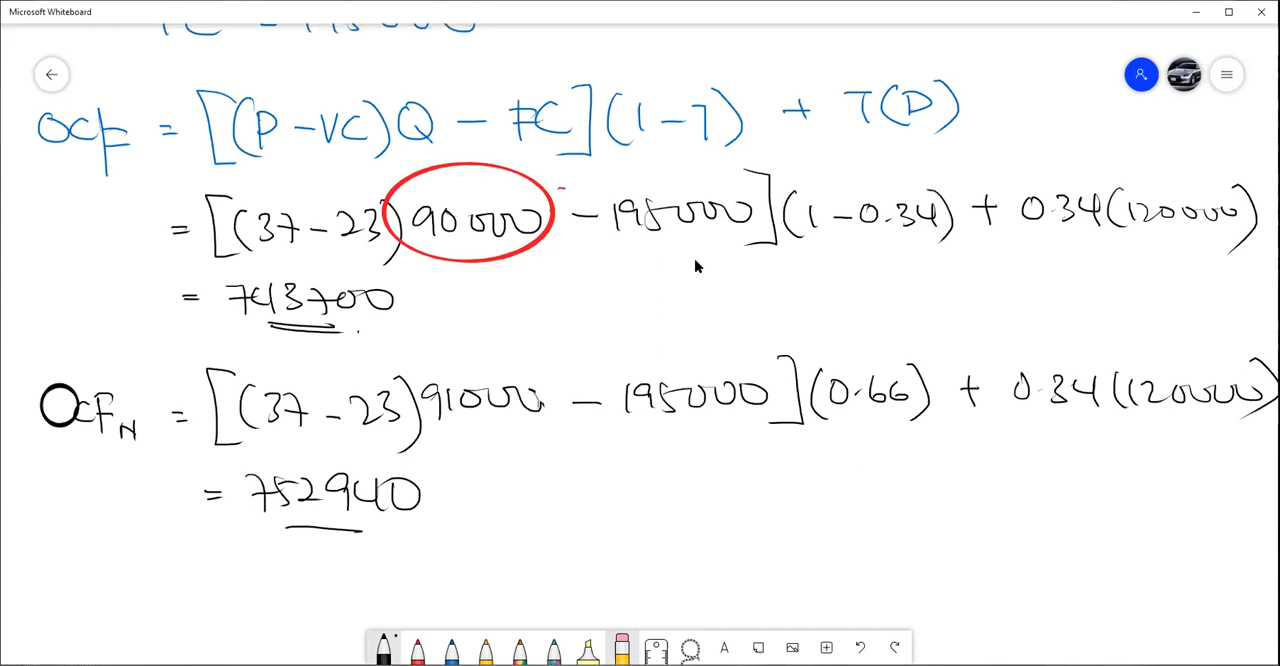 Microsoft Whiteboard
OCF = [(P - VC)Q - FC](1 - T) + T(D)
= [(37 - 23)90000 - 195000](1 - 0.34) + 0.34(120000)
= 743700
OCF_N = [(37 - 23)91000 - 195000](0.66) + 0.34(120000)
= 752940